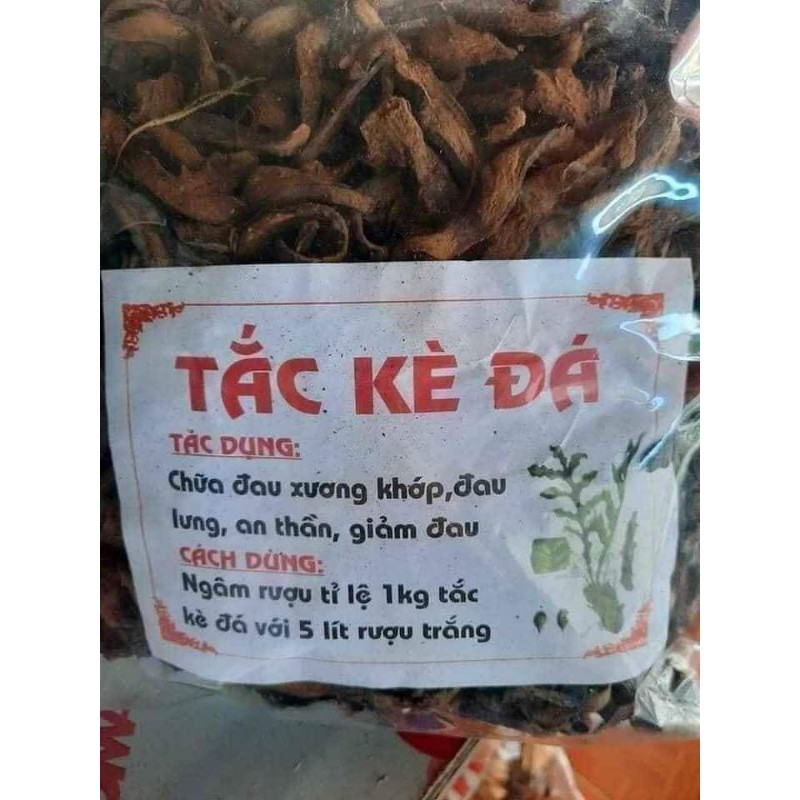 TẮC KÈ ĐÁ
TÁC DỤNG:
Chữa đau xương khớp,đau
lưng, an thần, giảm đau
CÁCH DỪNG:
Ngâm rượu tỉ lệ 1kg tắc
kè đá với 5 lít rượu trắng